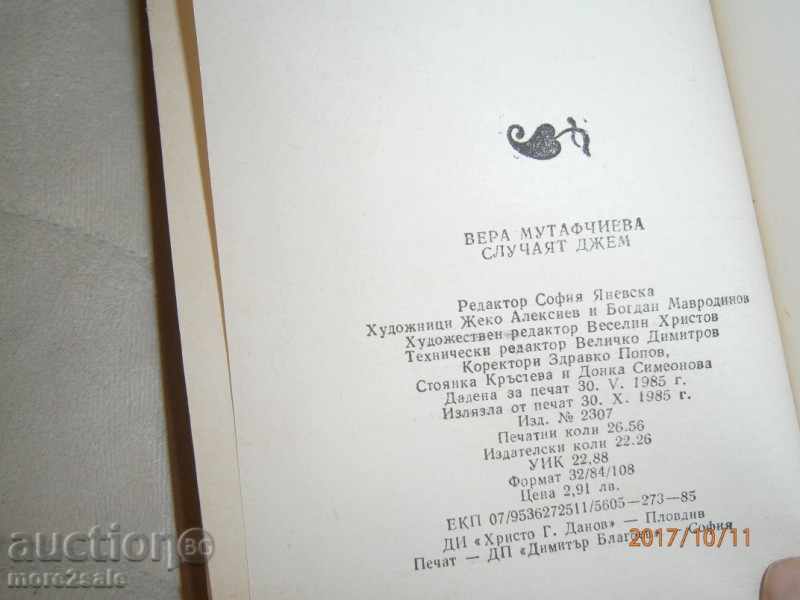 ВЕРА МУТАФЧИЕВА
СЛУЧАЯТ ДЖЕМ
Редактор София Яневска
Художници Жеко Алексиев и Богдан Мавродинов
Художествен редактор Веселин Христов
Технически редактор Величко Димитров
Коректори Здравко Попов,
Стоянка Кръстева и Донка Симеонова
Дадена за печат 30. V. 1985 г.
Излязла от печат 30. X. 1985 г.
Изд. № 2307
Печатни коли 26.56
Издателски коли 22.26
УИК 22,88
Формат 32/84/108
Цена 2,91 лв.
ЕКП 07/9536272511/5605—273—85
ДИ «Христо Г. Данов» — Пловдив
Печат — ДП «Димитър Благоев» — София
2017/10/11
auction BG
more2sale